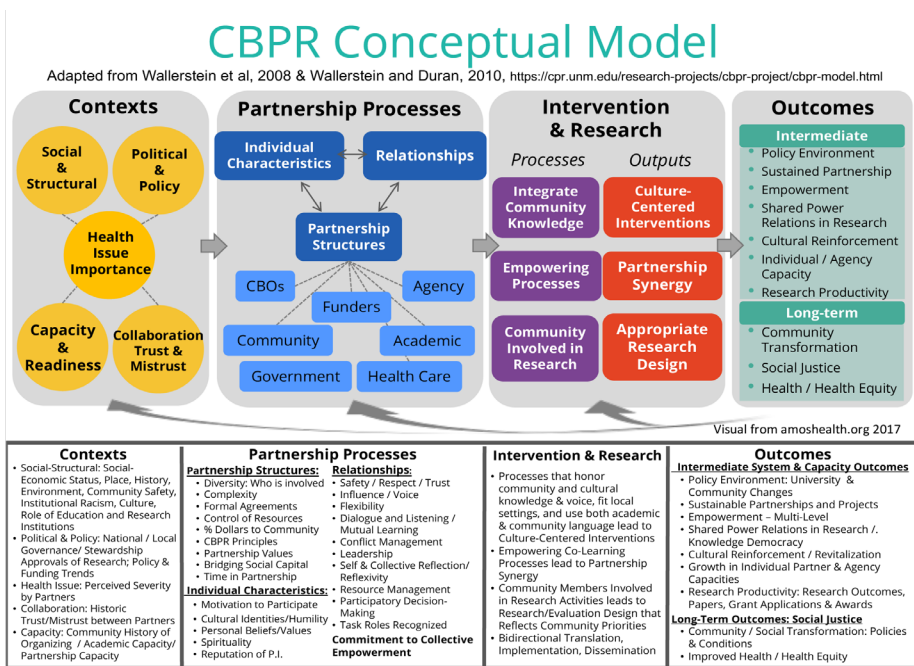 CBPR Conceptual Model
Adapted from Wallerstein et al, 2008 & Wallerstein and Duran, 2010, https://cpr.unm.edu/research-projects/cbpr-project/cbpr-model.html
Contexts
Social
&
Structural
Political
&
Policy
Health
Issue
Importance
Capacity
&
Readiness
Collaboration
Trust &
Mistrust
Partnership Processes
Individual
Characteristics
Relationships
Partnership
Structures
CBOs
Agency
Funders
Community
Academic
Government
Health Care
Intervention
& Research
Processes
Outputs
Integrate
Community
Knowledge
Culture-
Centered
Interventions
Empowering
Processes
Partnership
Synergy
Community
Involved in
Research
Appropriate
Research
Design
Outcomes
Intermediate
• Policy Environment
• Sustained Partnership
• Empowerment
• Shared Power
Relations in Research
• Cultural Reinforcement
• Individual / Agency
Capacity
• Research Productivity
Long-term
• Community
Transformation
• Social Justice
• Health / Health Equity
Visual from amoshealth.org 2017
Contexts
• Social-Structural: Social-
Economic Status, Place, History,
Environment, Community Safety,
Institutional Racism, Culture,
Role of Education and Research
Institutions
• Political & Policy: National / Local
Governance/ Stewardship
Approvals of Research; Policy &
Funding Trends
• Health Issue: Perceived Severity
by Partners
• Collaboration: Historic
Trust/Mistrust between Partners
• Capacity: Community History of
Organizing / Academic Capacity/
Partnership Capacity
Partnership Processes
Partnership Structures:
• Diversity: Who is involved
• Complexity
• Formal Agreements
• Control of Resources
• % Dollars to Community
• CBPR Principles
• Partnership Values
• Bridging Social Capital
• Time in Partnership
Individual Characteristics:
• Motivation to Participate
• Cultural Identities/Humility
• Personal Beliefs/Values
• Spirituality
• Reputation of P.I.
Relationships:
• Safety / Respect / Trust
• Influence / Voice
• Flexibility
• Dialogue and Listening /
Mutual Learning
• Conflict Management
• Leadership
• Self & Collective Reflection/
Reflexivity
• Resource Management
• Participatory Decision-
Making
• Task Roles Recognized
Commitment to Collective
Empowerment
Intervention & Research
• Processes that honor
community and cultural
knowledge & voice, fit local
settings, and use both academic
& community language lead to
Culture-Centered Interventions
• Empowering Co-Learning
Processes lead to Partnership
Synergy
• Community Members Involved
in Research Activities leads to
Research/Evaluation Design that
Reflects Community Priorities
• Bidirectional Translation,
Implementation, Dissemination
Outcomes
Intermediate System & Capacity Outcomes
• Policy Environment: University &
Community Changes
• Sustainable Partnerships and Projects
• Empowerment – Multi-Level
• Shared Power Relations in Research /.
Knowledge Democracy
• Cultural Reinforcement / Revitalization
• Growth in Individual Partner & Agency
Capacities
• Research Productivity: Research Outcomes,
Papers, Grant Applications & Awards
Long-Term Outcomes: Social Justice
• Community / Social Transformation: Policies
& Conditions
• Improved Health / Health Equity